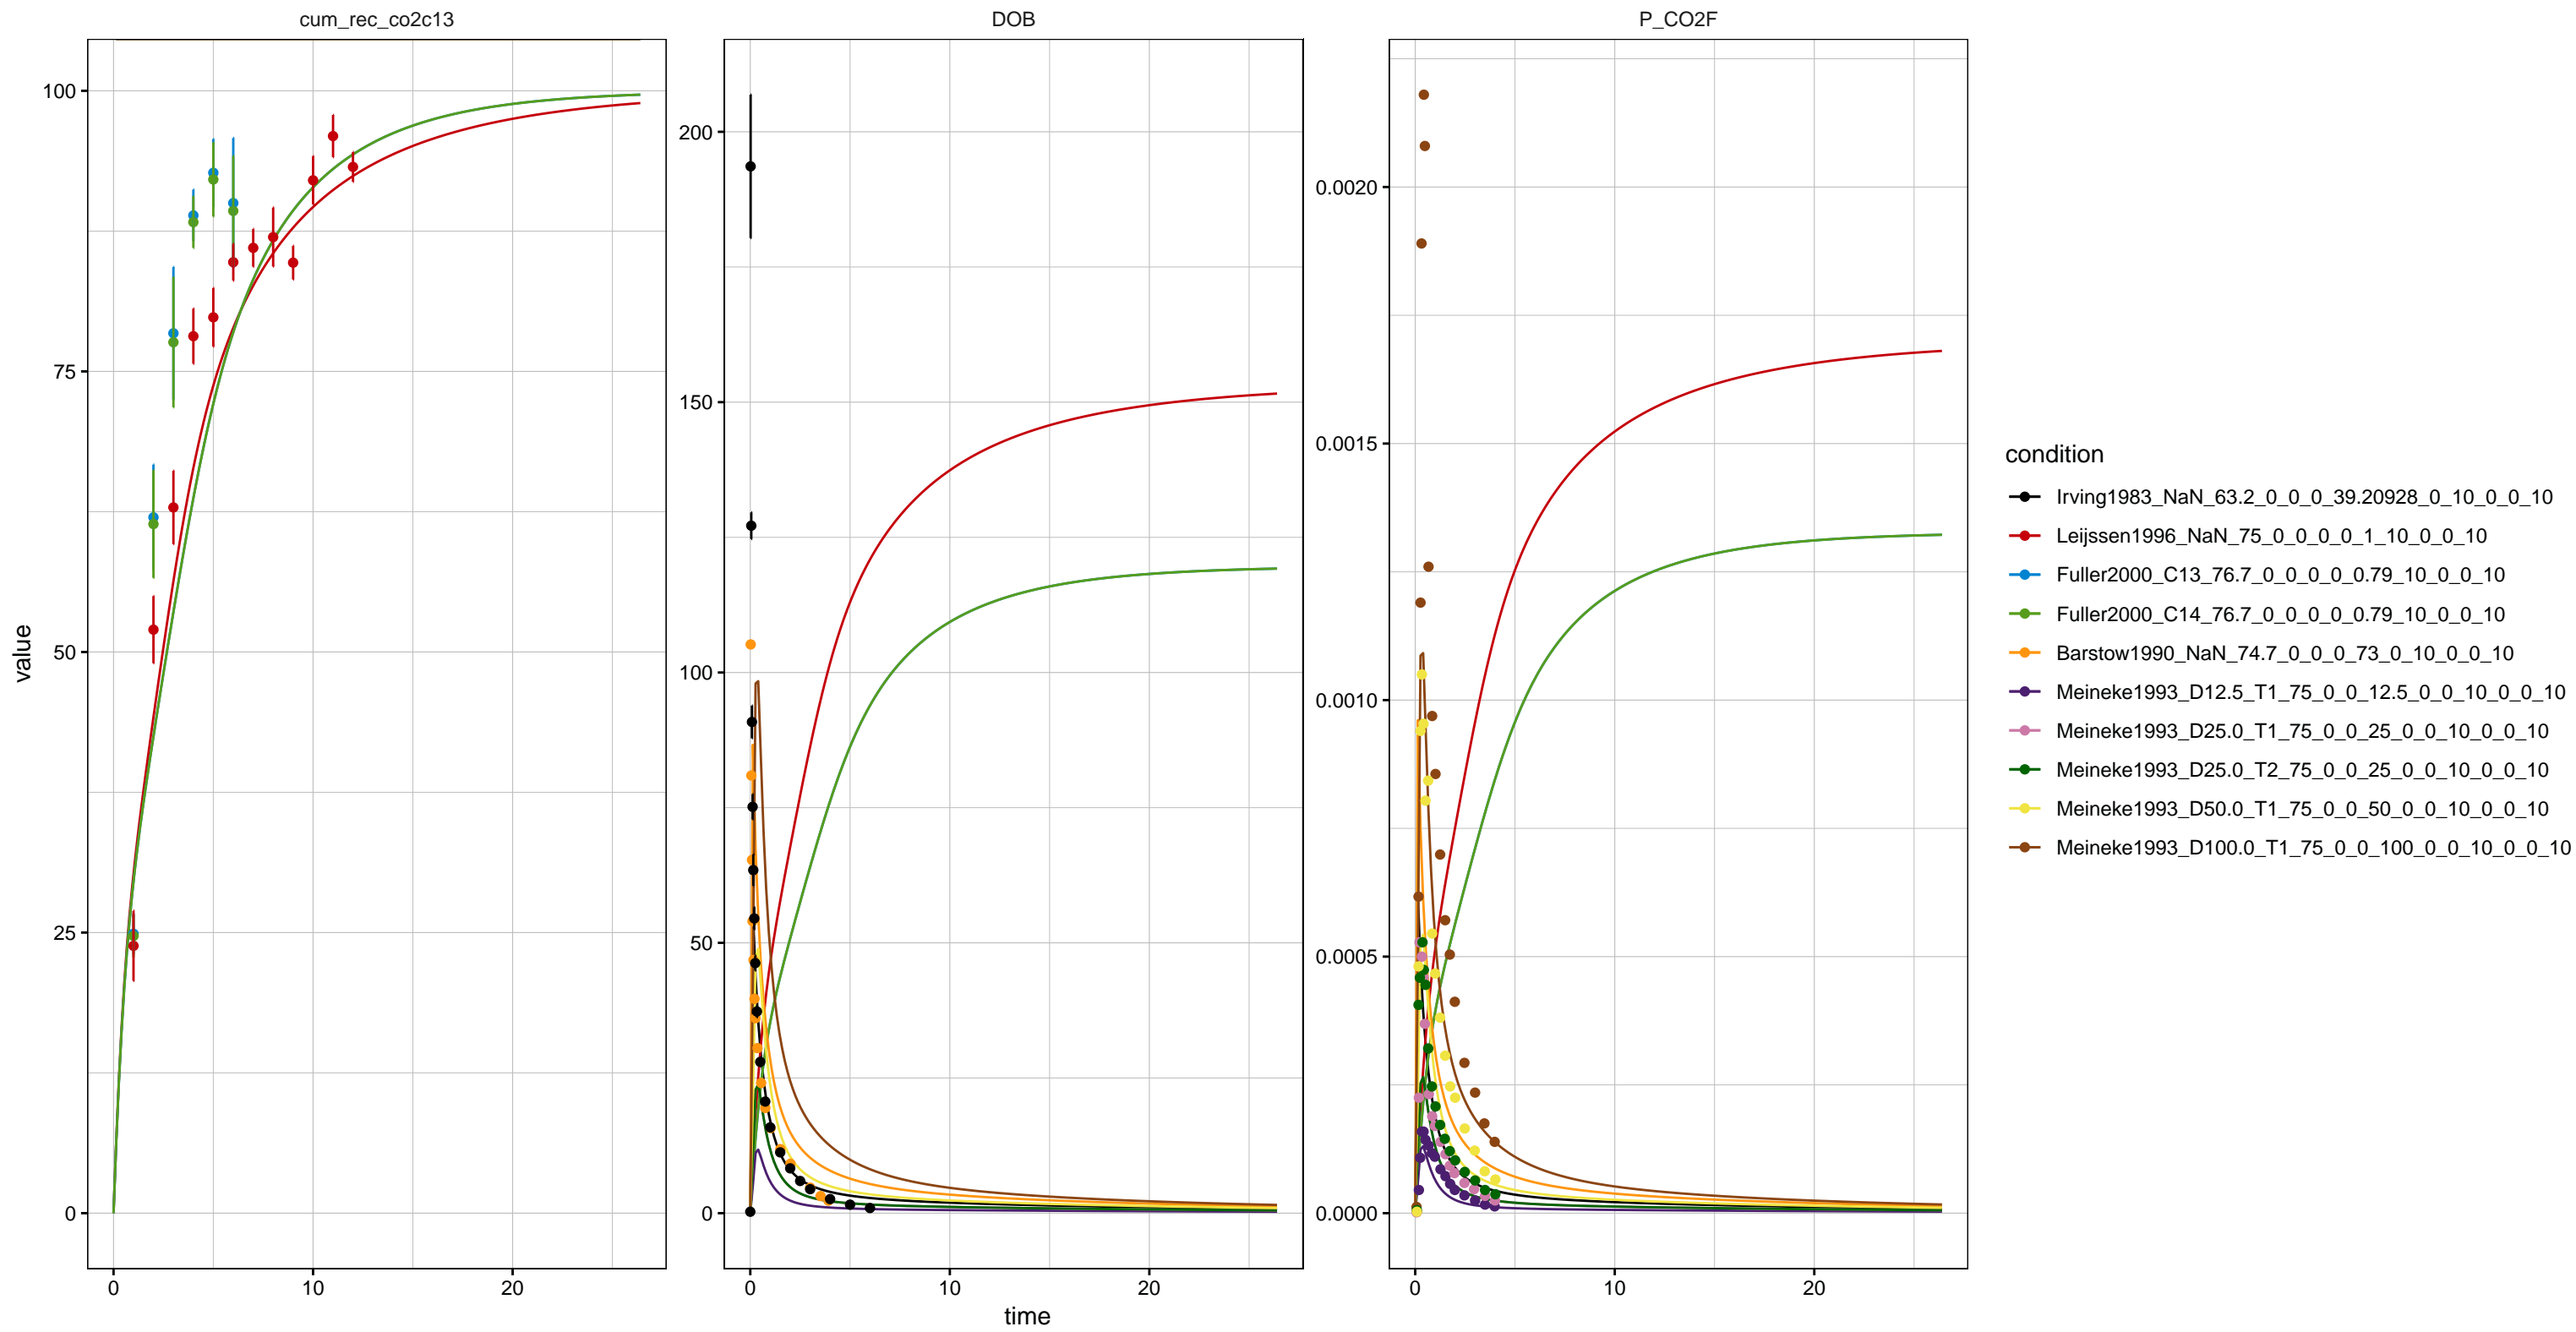 cum_rec_co2c13
DOB
P_CO2F
value
100
75
50
25
0
200
150
100
50
0
0.0020
0.0015
0.0010
0.0005
0.0000
0 10 20
0 10 20
0 10 20
time
condition
Irving1983_NaN_63.2_0_0_0_39.20928_0_10_0_0_10
Leijssen1996_NaN_75_0_0_0_0_1_10_0_0_10
Fuller2000_C13_76.7_0_0_0_0_0.79_10_0_0_10
Fuller2000_C14_76.7_0_0_0_0_0.79_10_0_0_10
Barstow1990_NaN_74.7_0_0_0_73_0_10_0_0_10
Meineke1993_D12.5_T1_75_0_0_12.5_0_0_10_0_0_10
Meineke1993_D25.0_T1_75_0_0_25_0_0_10_0_0_10
Meineke1993_D25.0_T2_75_0_0_25_0_0_10_0_0_10
Meineke1993_D50.0_T1_75_0_0_50_0_0_10_0_0_10
Meineke1993_D100.0_T1_75_0_0_100_0_0_10_0_0_10